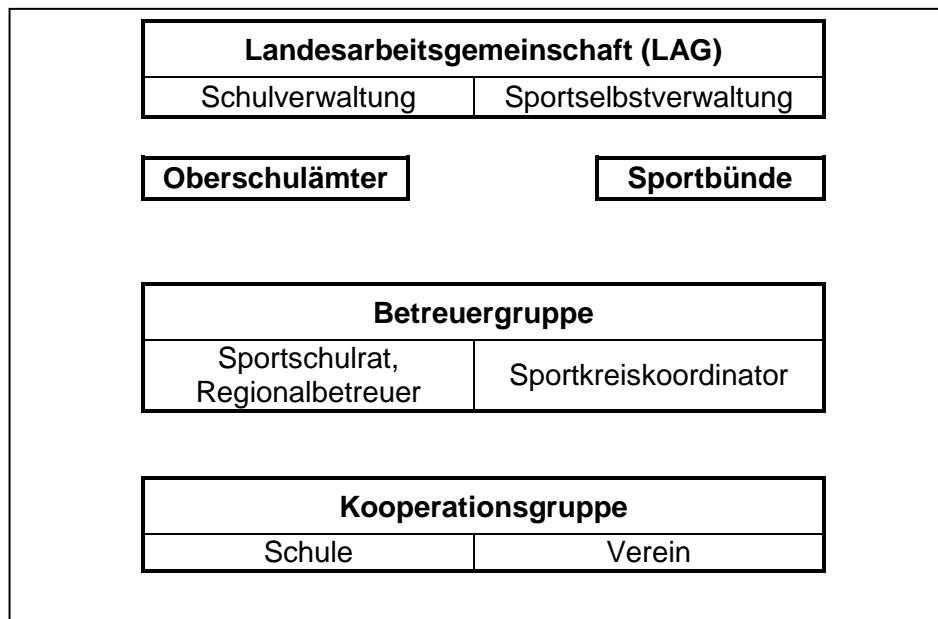 Landesarbeitsgemeinschaft (LAG)
Schulverwaltung Sportselbstverwaltung
Oberschulämter Sportbünde
Betreuergruppe
Sportschulrat,
Regionalbetreuer
Sportkreiskoordinator
Kooperationsgruppe
Schule Verein